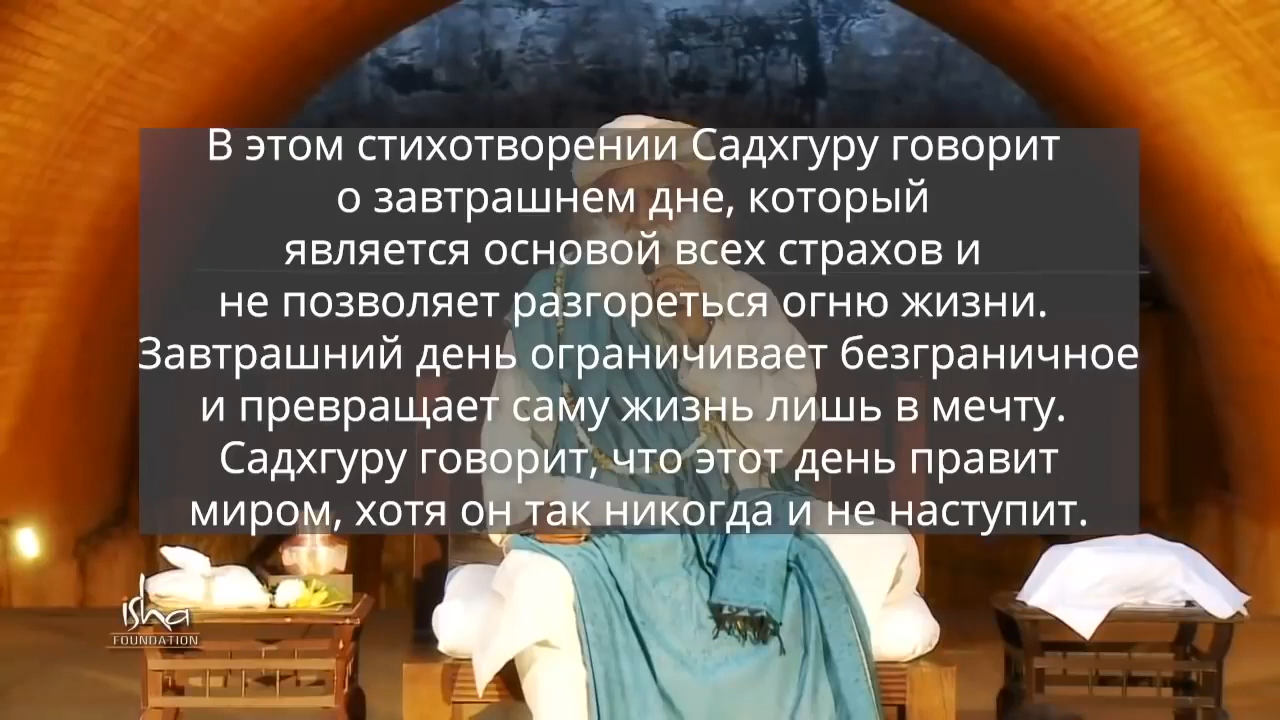 В этом стихотворении Садхгуру говорит
о завтрашнем дне, который
является основой всех страхов и
не позволяет разгореться огню жизни.
Завтрашний день ограничивает безграничное
и превращает саму жизнь лишь в мечту.
Садхгуру говорит, что этот день правит
миром, хотя он так никогда и не наступит.
isha
FOUNDATION